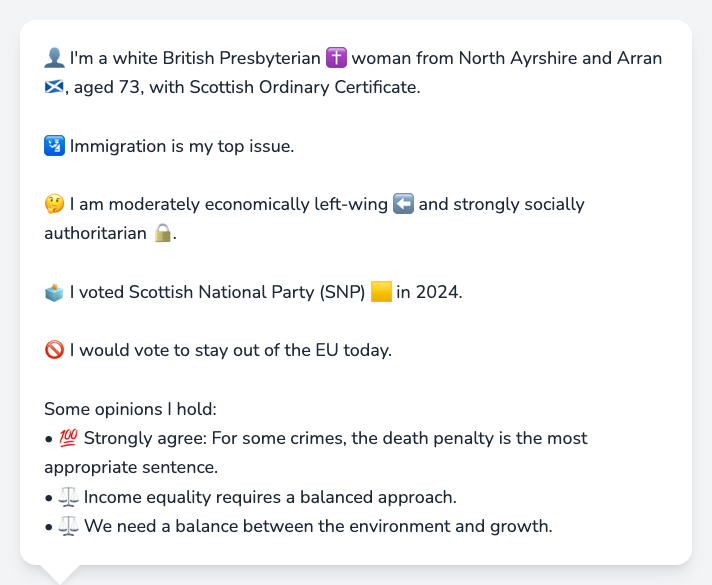 👤 I'm a white British Presbyterian ✝️ woman from North Ayrshire and Arran
🏴󠁧󠁢󠁳󠁣󠁴󠁿, aged 73, with Scottish Ordinary Certificate.
🛂 Immigration is my top issue.
🤔 I am moderately economically left-wing ⬅️ and strongly socially
authoritarian 🔒.
🗳️ I voted Scottish National Party (SNP) 🟨 in 2024.
🚫 I would vote to stay out of the EU today.
Some opinions I hold:
• 💯 Strongly agree: For some crimes, the death penalty is the most
appropriate sentence.
• ⚖️ Income equality requires a balanced approach.
• ⚖️ We need a balance between the environment and growth.